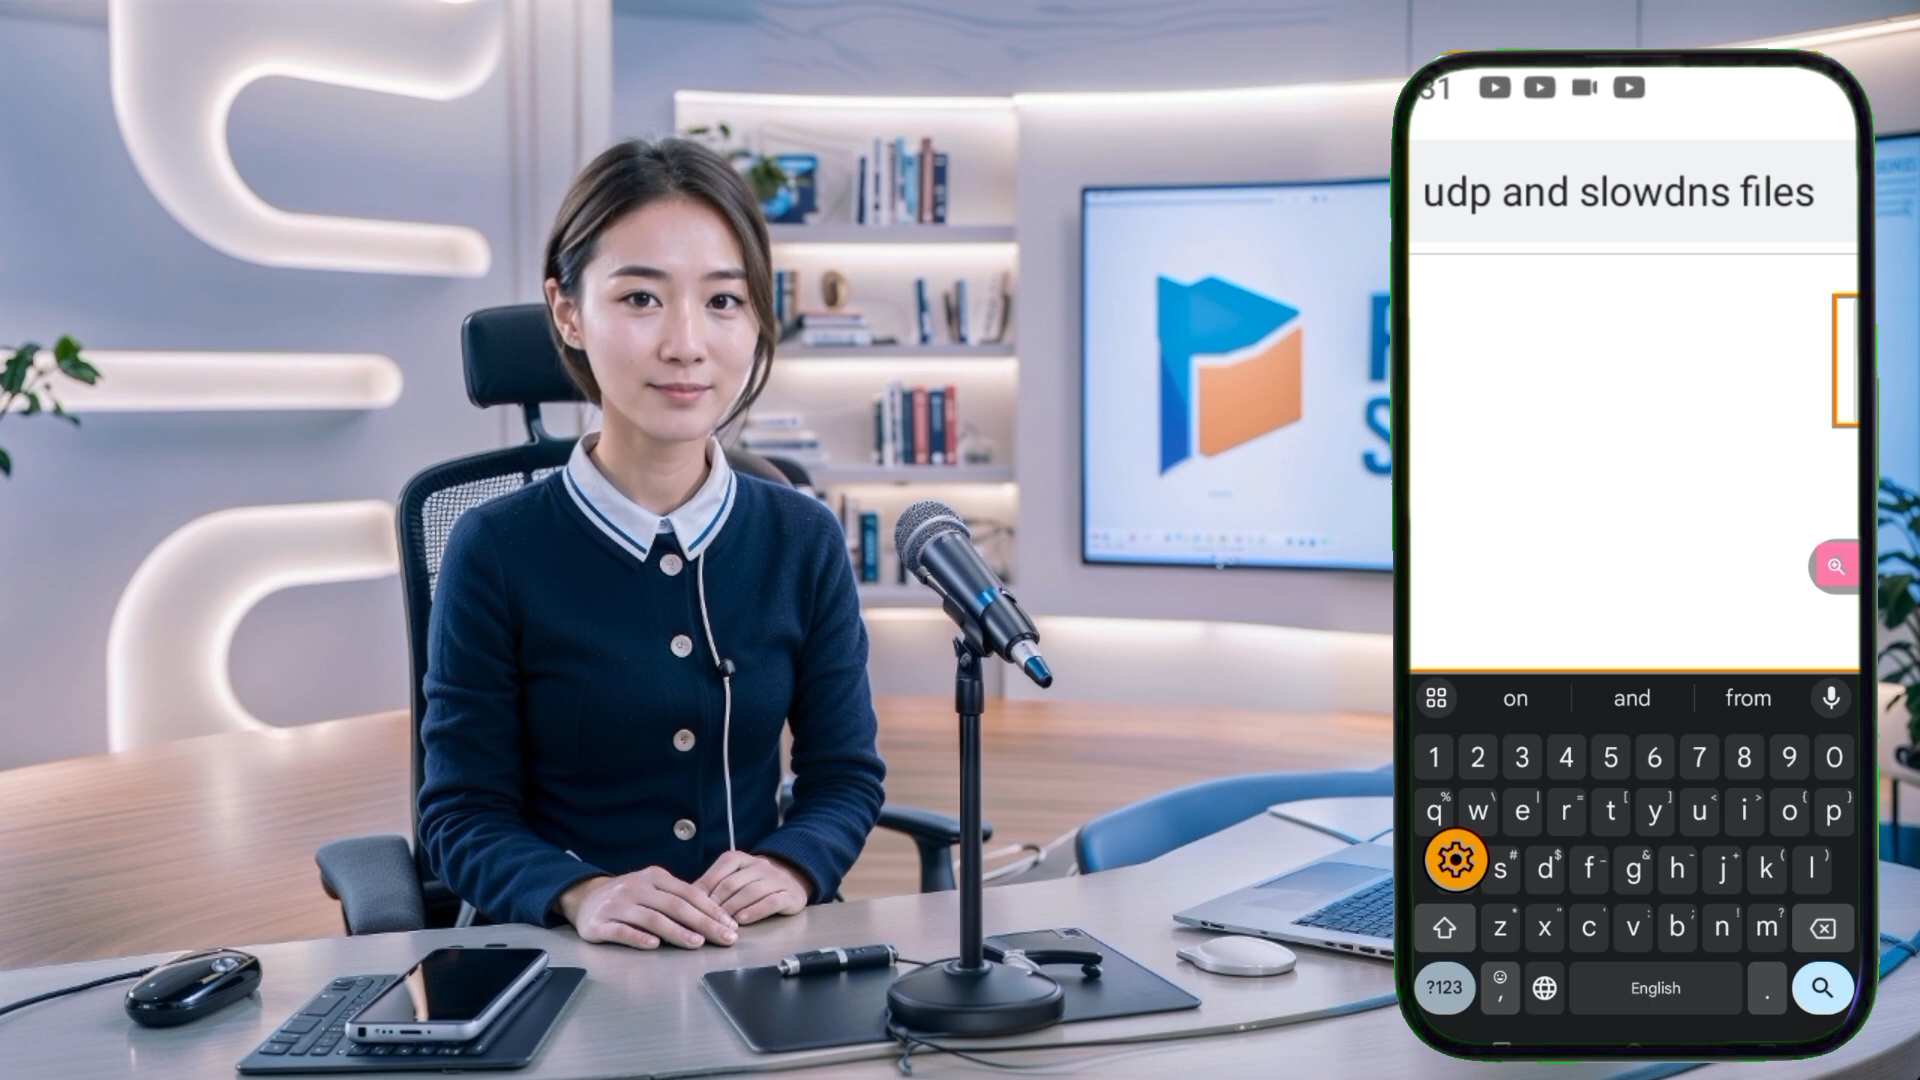 31
udp and slowdns files
on and from
1 2 3 4 5 6 7 8 9 0
q % w \ e | r = t [ y ] u < i > o { p }
s # d $ f - g & h - j + k ( l )
z * x " c ' v : b ; n ! m ?
?123 , English .